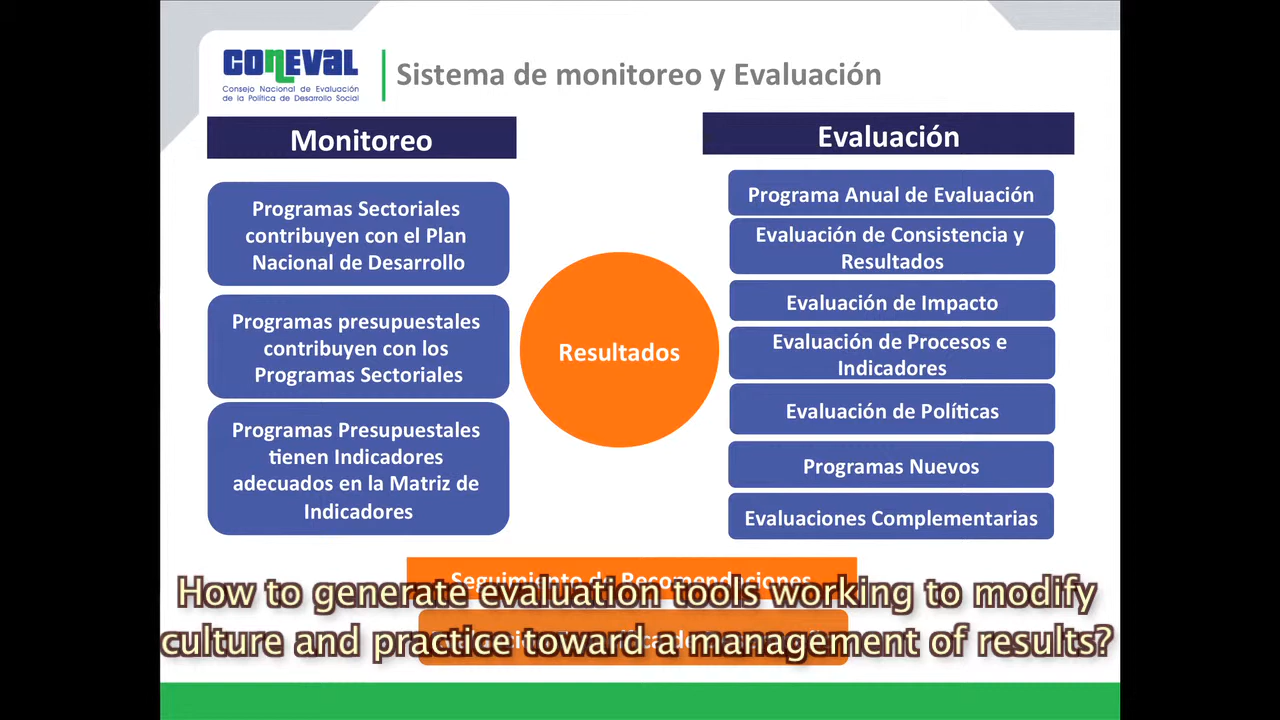 CONEVAL
Consejo Nacional de Evaluación
de la Política de Desarrollo Social
Sistema de monitoreo y Evaluación
Monitoreo
Programas Sectoriales
contribuyen con el Plan
Nacional de Desarrollo
Programas presupuestales
contribuyen con los
Programas Sectoriales
Programas Presupuestales
tienen Indicadores
adecuados en la Matriz de
Indicadores
Resultados
Evaluación
Programa Anual de Evaluación
Evaluación de Consistencia y
Resultados
Evaluación de Impacto
Evaluación de Procesos e
Indicadores
Evaluación de Políticas
Programas Nuevos
Evaluaciones Complementarias
Seguimiento de Recomendaciones
How to generate evaluation tools working to modify
culture and practice toward a management of results?